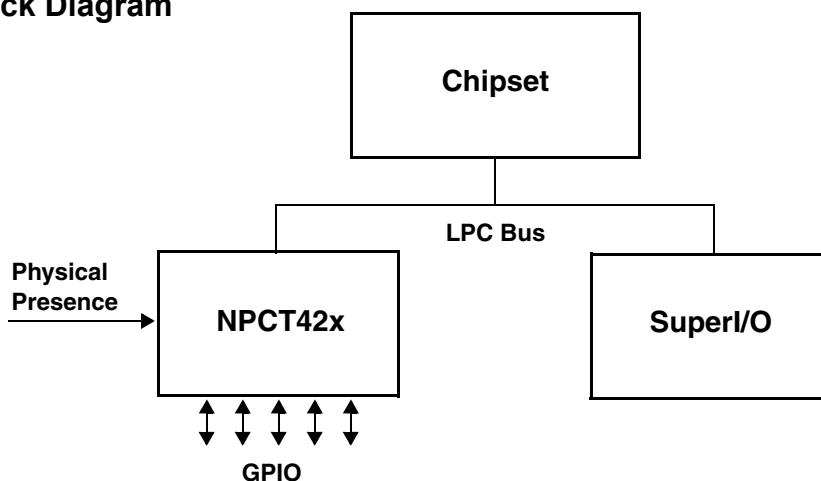 ck Diagram
Chipset
LPC Bus
Physical
Presence
NPCT42x
SuperI/O
GPIO